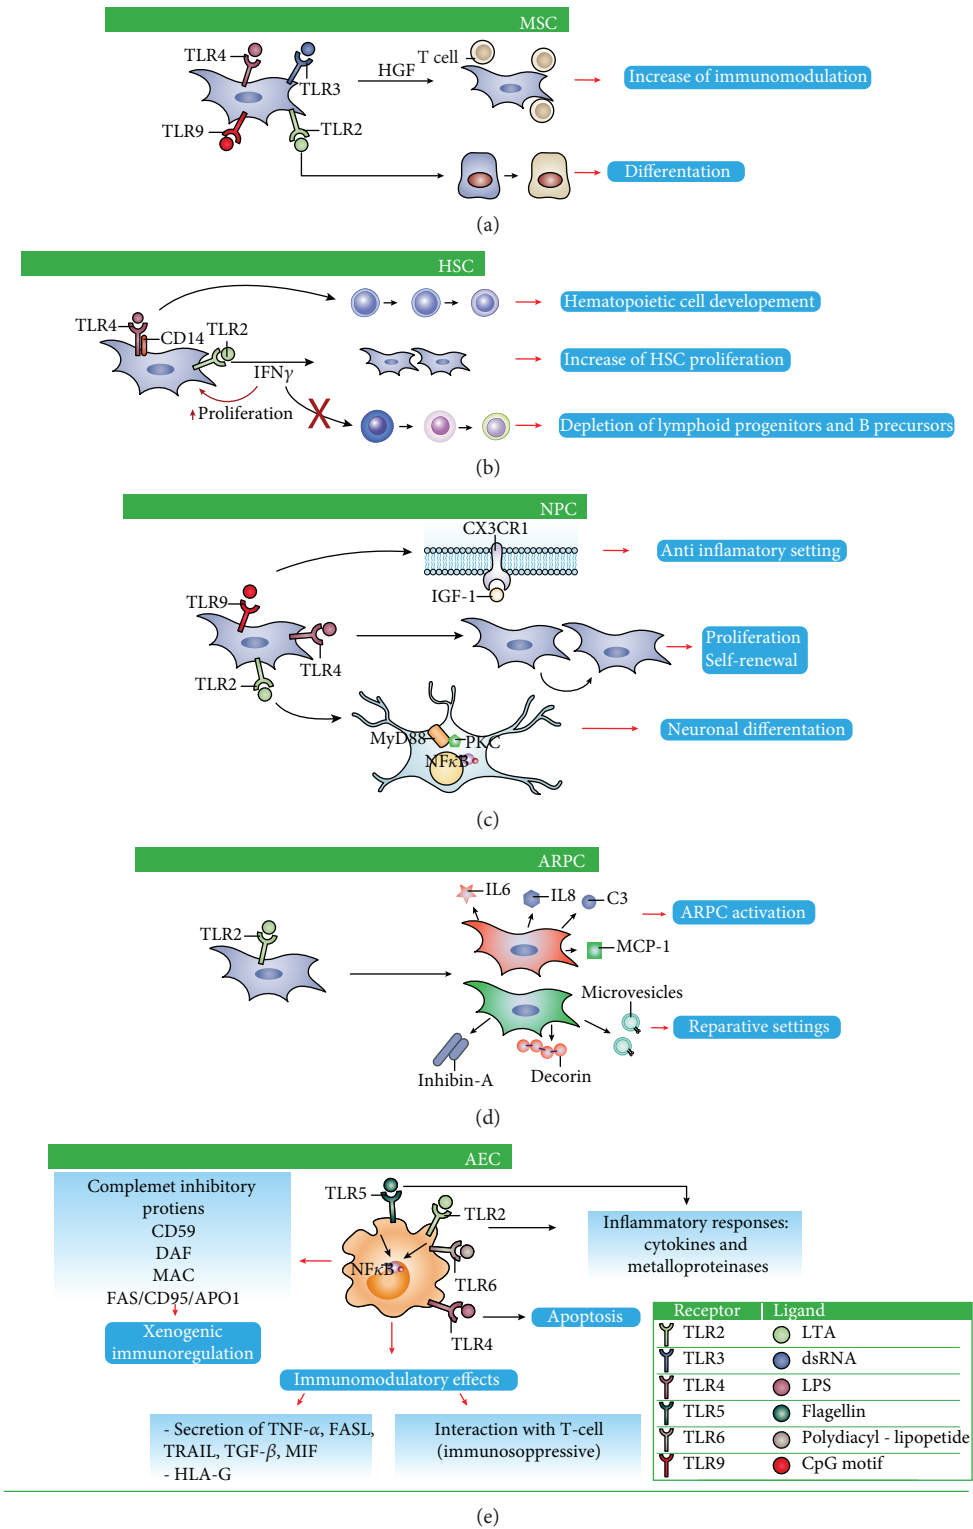 MSC
TLR4
TLR3
HGF
T cell
Increase of immunomodulation
TLR9
TLR2
Differentation
(a)
HSC
TLR4
CD14
TLR2
Hematopoietic cell developement
IFNγ
Increase of HSC proliferation
Proliferation
X
Depletion of lymphoid progenitors and B precursors
(b)
NPC
CX3CR1
Anti inflamatory setting
IGF-1
TLR9
TLR4
TLR2
Proliferation
Self-renewal
MyD88
PKC
NFκB
Neuronal differentation
(c)
ARPC
IL6
IL8
C3
ARPC activation
TLR2
MCP-1
Microvesicles
Reparative settings
Inhibin-A
Decorin
(d)
AEC
Complemet inhibitory
protiens
CD59
DAF
MAC
FAS/CD95/APO1
Xenogenic
immunoregulation
TLR5
TLR2
NFκB
TLR6
TLR4
Inflammatory responses:
cytokines and
metalloproteinases
Apoptosis
Immunomodulatory effects
- Secretion of TNF-α, FASL,
TRAIL, TGF-β, MIF
- HLA-G
Interaction with T-cell
(immunosoppressive)
Receptor Ligand
TLR2 LTA
TLR3 dsRNA
TLR4 LPS
TLR5 Flagellin
TLR6 Polydiacyl - lipopetide
TLR9 CpG motif
(e)